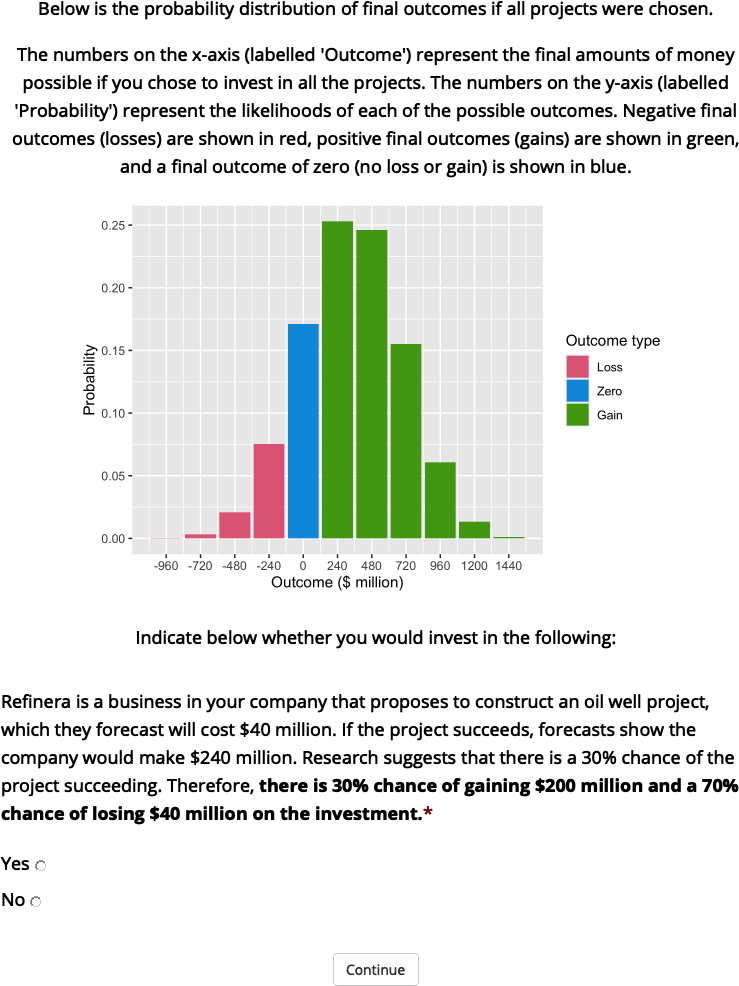 Below is the probability distribution of final outcomes if all projects were chosen.
The numbers on the x-axis (labelled 'Outcome') represent the final amounts of money
possible if you chose to invest in all the projects. The numbers on the y-axis (labelled
'Probability') represent the likelihoods of each of the possible outcomes. Negative final
outcomes (losses) are shown in red, positive final outcomes (gains) are shown in green,
and a final outcome of zero (no loss or gain) is shown in blue.
0.25
0.20
0.15
0.10
0.05
0.00
Probability
-960 -720 -480 -240 0 240 480 720 960 1200 1440
Outcome ($ million)
Outcome type
Loss
Zero
Gain
Indicate below whether you would invest in the following:
Refinera is a business in your company that proposes to construct an oil well project,
which they forecast will cost $40 million. If the project succeeds, forecasts show the
company would make $240 million. Research suggests that there is a 30% chance of the
project succeeding. Therefore, there is 30% chance of gaining $200 million and a 70%
chance of losing $40 million on the investment.*
Yes
No
Continue